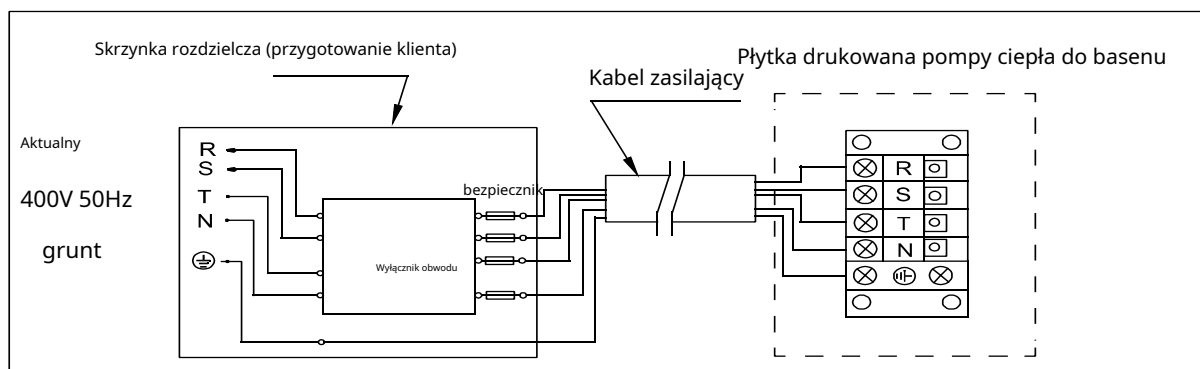 Skrzynka rozdzielcza (przygotowanie klienta)
Płytka drukowana pompy ciepła do basenu
Kabel zasilający
Aktualny
400V 50Hz
grunt
R
S
T
N
bezpiecznik
Wyłącznik obwodu
R
S
T
N